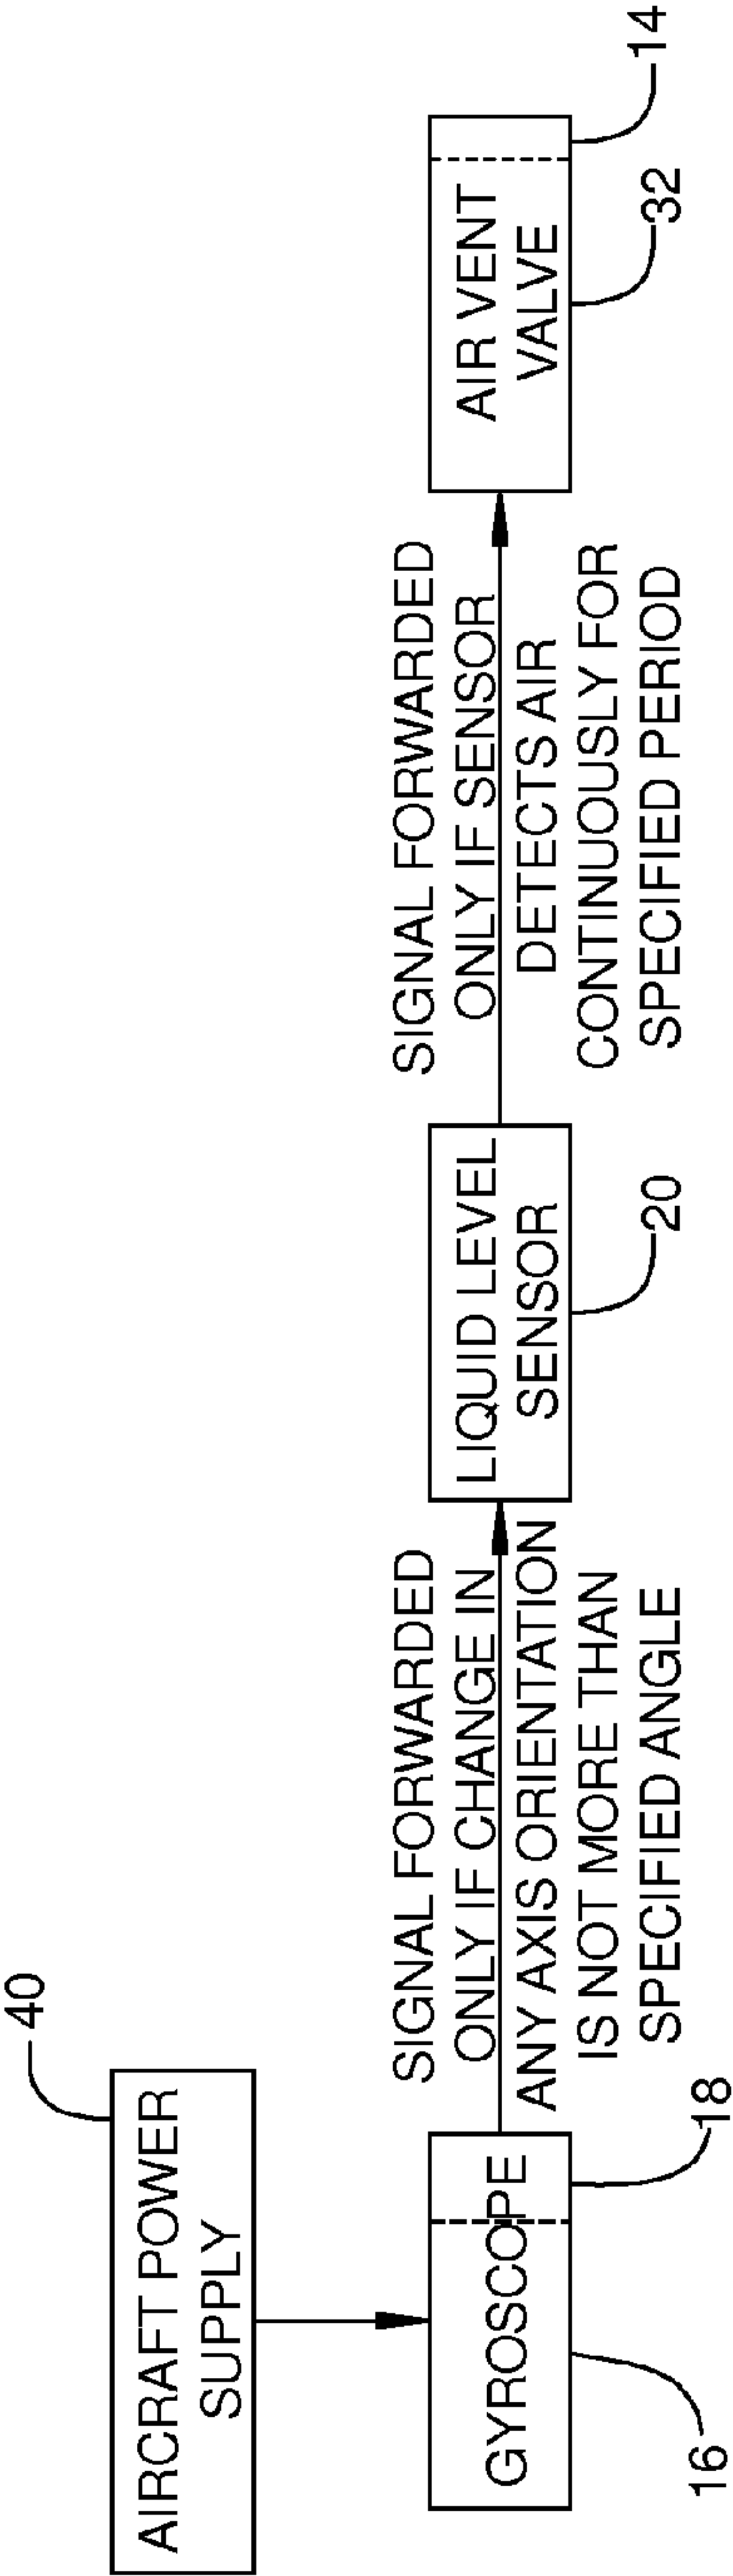 40
AIRCRAFT POWER
SUPPLY
GYROSCOPE
16
18
SIGNAL FORWARDED
ONLY IF CHANGE IN
ANY AXIS ORIENTATION
IS NOT MORE THAN
SPECIFIED ANGLE
LIQUID LEVEL
SENSOR
20
SIGNAL FORWARDED
ONLY IF SENSOR
DETECTS AIR
CONTINUOUSLY FOR
SPECIFIED PERIOD
AIR VENT
VALVE
32
14